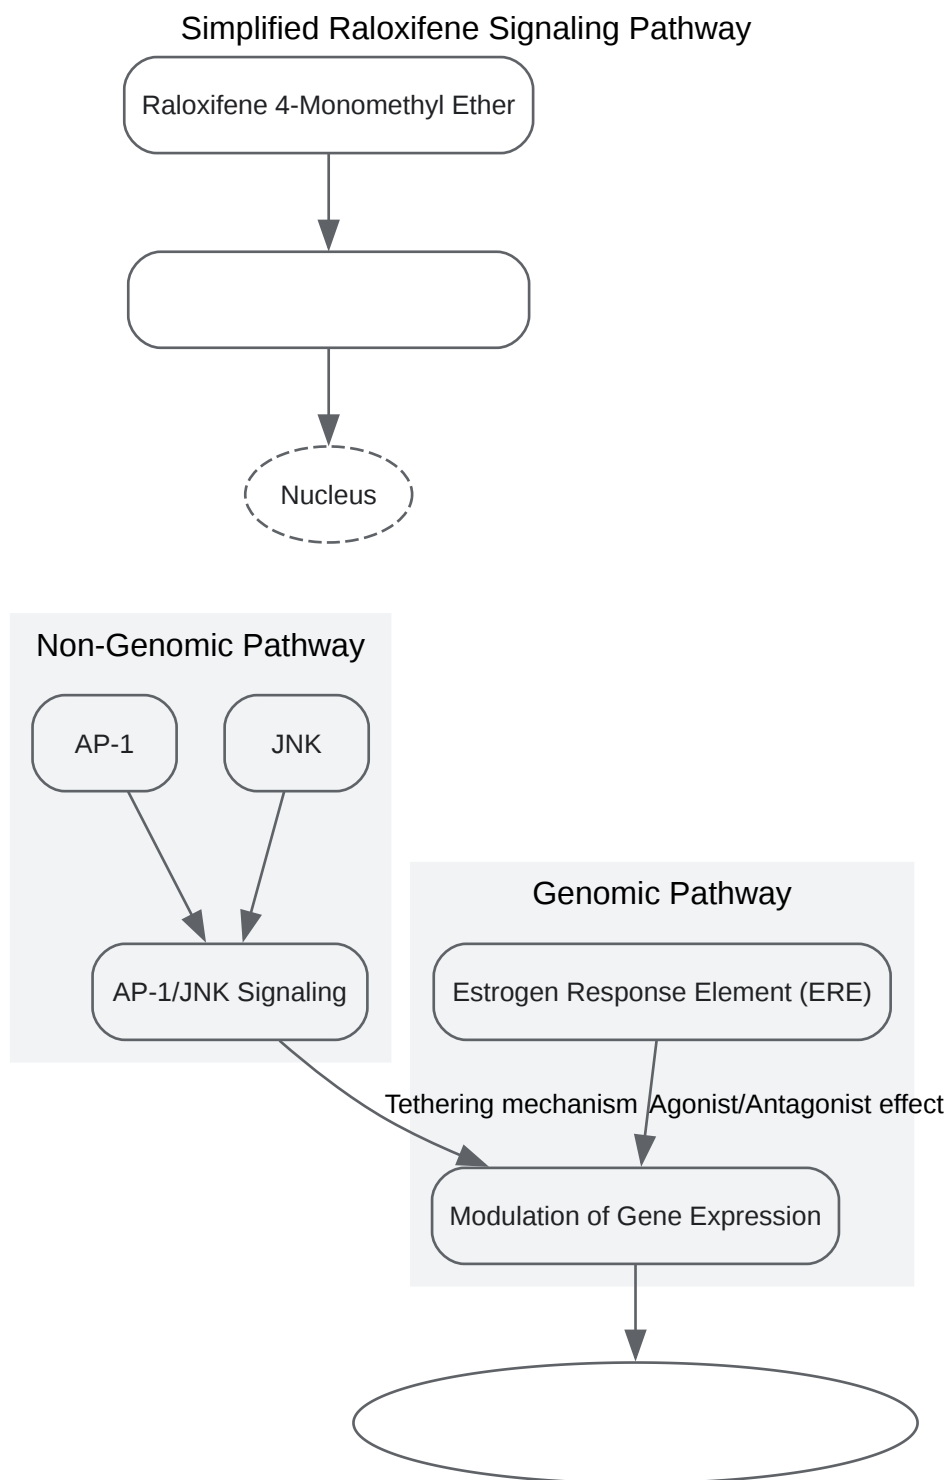 Simplified Raloxifene Signaling Pathway
Raloxifene 4-Monomethyl Ether
Nucleus
Non-Genomic Pathway
AP-1
JNK
Genomic Pathway
AP-1/JNK Signaling
Estrogen Response Element (ERE)
Tethering mechanism
Agonist/Antagonist effect
Modulation of Gene Expression